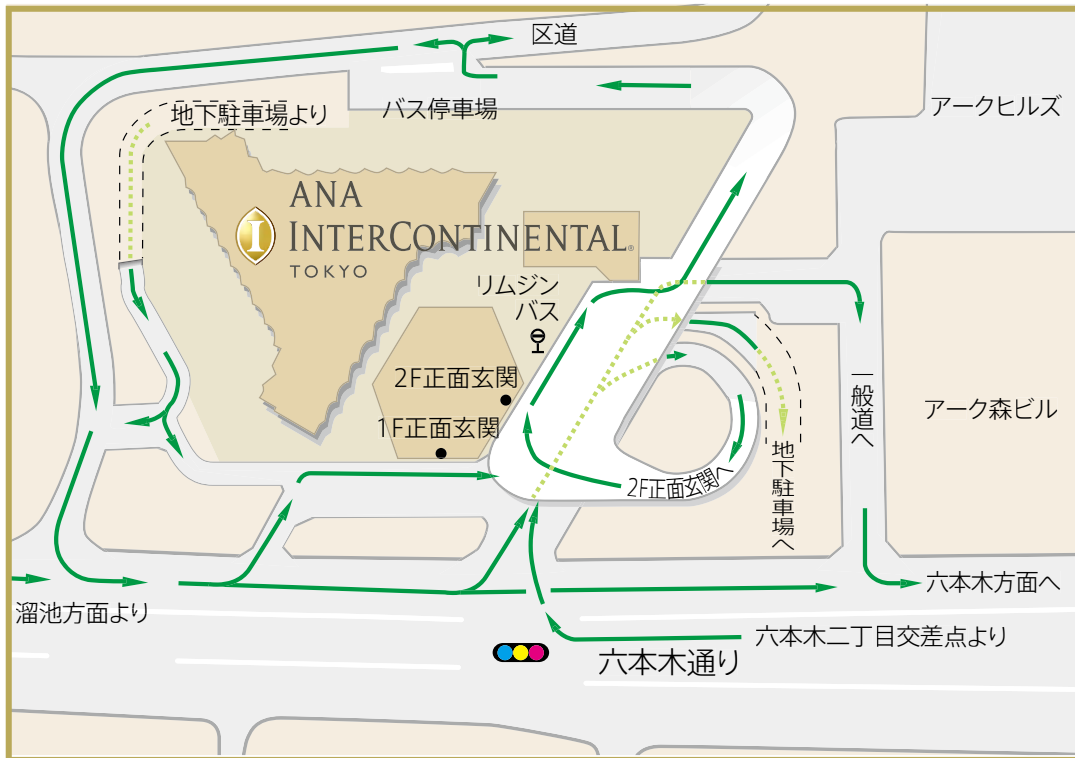 区道
バス停車場
アークヒルズ
地下駐車場より
ANA
INTERCONTINENTAL®
TOKYO
リムジン
バス
2F正面玄関
1F正面玄関
一般道へ
アーク森ビル
2F正面玄関へ
地下駐車場へ
六本木方面へ
溜池方面より
六本木二丁目交差点より
六本木通り